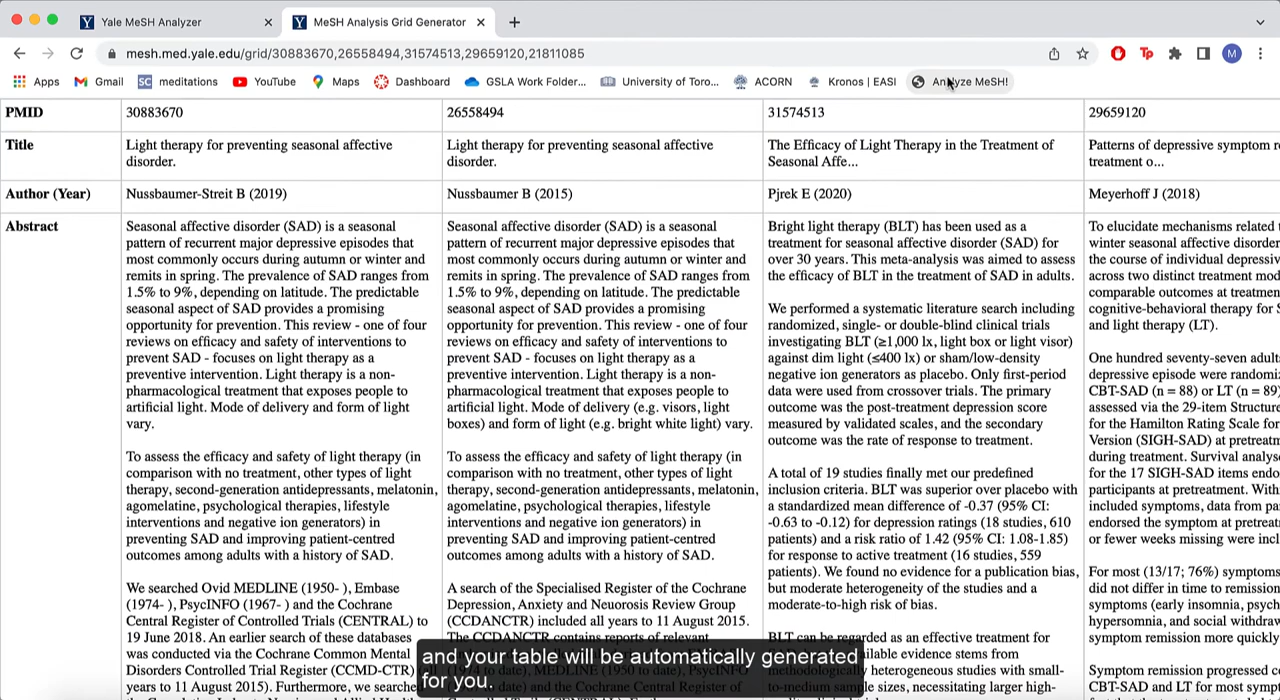 Yale MeSH Analyzer
MeSH Analysis Grid Generator
mesh.med.yale.edu/grid/30883670,26558494,31574513,29659120,21811085
Apps Gmail SC meditations YouTube Maps Dashboard GSLA Work Folder... University of Toro... ACORN Kronos | EASI Analyze MeSH!
PMID
30883670
26558494
31574513
29659120
Title
Light therapy for preventing seasonal affective
disorder.
Light therapy for preventing seasonal affective
disorder.
The Efficacy of Light Therapy in the Treatment of
Seasonal Affe...
Patterns of depressive symptom r
treatment o...
Author (Year)
Nussbaumer-Streit B (2019)
Nussbaumer B (2015)
Pjrek E (2020)
Meyerhoff J (2018)
Abstract
Seasonal affective disorder (SAD) is a seasonal
pattern of recurrent major depressive episodes that
most commonly occurs during autumn or winter and
remits in spring. The prevalence of SAD ranges from
1.5% to 9%, depending on latitude. The predictable
seasonal aspect of SAD provides a promising
opportunity for prevention. This review - one of four
reviews on efficacy and safety of interventions to
prevent SAD - focuses on light therapy as a
preventive intervention. Light therapy is a non-
pharmacological treatment that exposes people to
artificial light. Mode of delivery and form of light
vary.
To assess the efficacy and safety of light therapy (in
comparison with no treatment, other types of light
therapy, second-generation antidepressants, melatonin,
agomelatine, psychological therapies, lifestyle
interventions and negative ion generators) in
preventing SAD and improving patient-centred
outcomes among adults with a history of SAD.
We searched Ovid MEDLINE (1950- ), Embase
(1974- ), PsycINFO (1967- ) and the Cochrane
Central Register of Controlled Trials (CENTRAL) to
19 June 2018. An earlier search of these databases
was conducted via the Cochrane Common Mental
Disorders Controlled Trial Register (CCMD-CTR)
years to 11 August 2015). Furthermore, we searched
Seasonal affective disorder (SAD) is a seasonal
pattern of recurrent major depressive episodes that
most commonly occurs during autumn or winter and
remits in spring. The prevalence of SAD ranges from
1.5% to 9%, depending on latitude. The predictable
seasonal aspect of SAD provides a promising
opportunity for prevention. This review - one of four
reviews on efficacy and safety of interventions to
prevent SAD - focuses on light therapy as a
preventive intervention. Light therapy is a non-
pharmacological treatment that exposes people to
artificial light. Mode of delivery (e.g. visors, light
boxes) and form of light (e.g. bright white light) vary.
To assess the efficacy and safety of light therapy (in
comparison with no treatment, other types of light
therapy, second-generation antidepressants, melatonin,
agomelatine, psychological therapies, lifestyle
interventions and negative ion generators) in
preventing SAD and improving patient-centred
outcomes among adults with a history of SAD.
A search of the Specialised Register of the Cochrane
Depression, Anxiety and Neuorosis Review Group
(CCDANCTR) included all years to 11 August 2015.
The CCDANCTR contains reports of relevant
Bright light therapy (BLT) has been used as a
treatment for seasonal affective disorder (SAD) for
over 30 years. This meta-analysis was aimed to assess
the efficacy of BLT in the treatment of SAD in adults.
We performed a systematic literature search including
randomized, single- or double-blind clinical trials
investigating BLT (≥1,000 lx, light box or light visor)
against dim light (≤400 lx) or sham/low-density
negative ion generators as placebo. Only first-period
data were used from crossover trials. The primary
outcome was the post-treatment depression score
measured by validated scales, and the secondary
outcome was the rate of response to treatment.
A total of 19 studies finally met our predefined
inclusion criteria. BLT was superior over placebo with
a standardized mean difference of -0.37 (95% CI:
-0.63 to -0.12) for depression ratings (18 studies, 610
patients) and a risk ratio of 1.42 (95% CI: 1.08-1.85)
for response to active treatment (16 studies, 559
patients). We found no evidence for a publication bias,
but moderate heterogeneity of the studies and a
moderate-to-high risk of bias.
BLT can be regarded as an effective treatment for
available evidence stems from
methodologically heterogeneous studies with small-
to-medium sample sizes, necessitating larger high-
To elucidate mechanisms related
winter seasonal affective disorder
the course of individual depressiv
across two distinct treatment mod
comparable outcomes at treatmen
cognitive-behavioral therapy for S
and light therapy (LT).
One hundred seventy-seven adult
depressive episode were randomiz
CBT-SAD (n = 88) or LT (n = 89)
assessed via the 29-item Structure
for the Hamilton Rating Scale for
Version (SIGH-SAD) at pretreatm
during treatment. Survival analys
for the 17 SIGH-SAD items endo
participants at pretreatment. With
included symptoms, data from pa
endorsed the symptom at pretreat
or fewer weeks missing were incl
For most (13/17; 76%) symptoms
did not differ in time to remission
symptoms (early insomnia, psych
hypersomnia, and social withdraw
symptom remission more quickly
Symptom remission progressed c
CBT-SAD and LT for most sym
and your table will be automatically generated
for you.